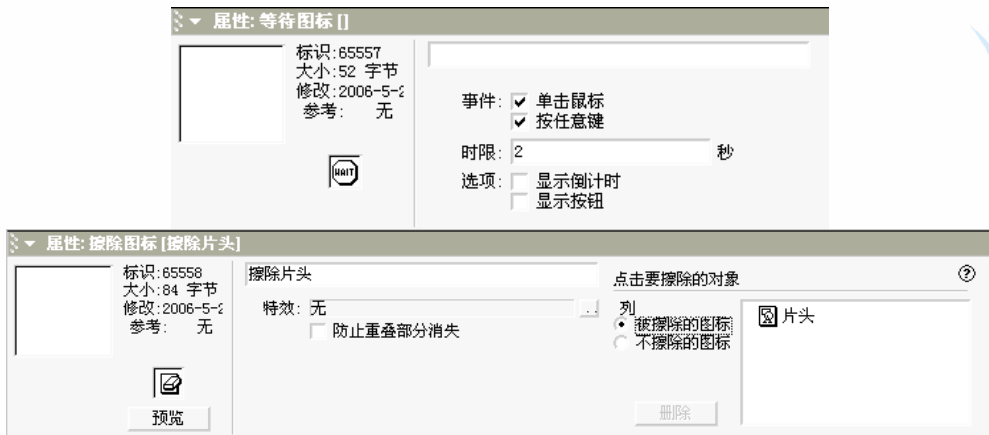 属性: 等待图标 []
标识:65557
大小:52 字节
修改:2006-5-2
参考: 无
WAIT
事件: 单击鼠标
按任意键
时限: 2 秒
选项: 显示倒计时
显示按钮
属性: 擦除图标 [擦除片头]
标识:65558
大小:84 字节
修改:2006-5-2
参考: 无
预览
擦除片头
特效: 无 ..
防止重叠部分消失
点击要擦除的对象
?
列
被擦除的图标
不擦除的图标
删除
片头